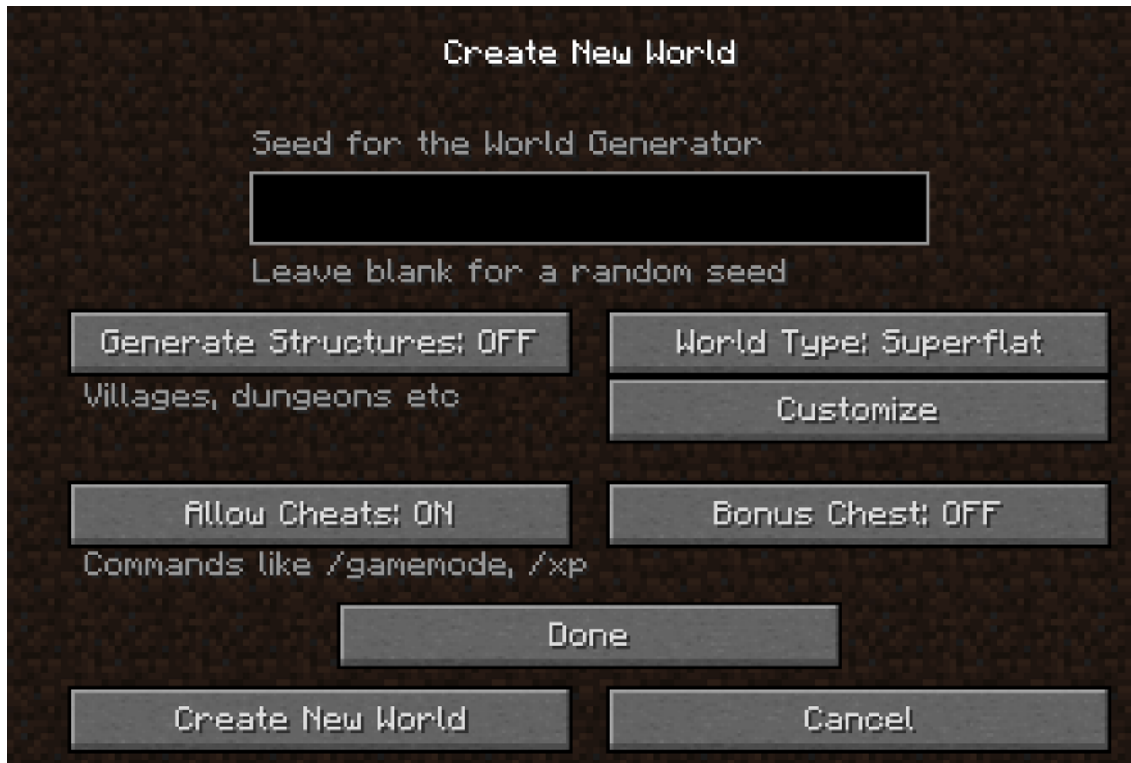 Create New World
Seed for the World Generator
Leave blank for a random seed
Generate Structures: OFF
World Type: Superflat
Villages, dungeons etc
Customize
Allow Cheats: ON
Bonus Chest: OFF
Commands like /gamemode, /xp
Done
Create New World
Cancel